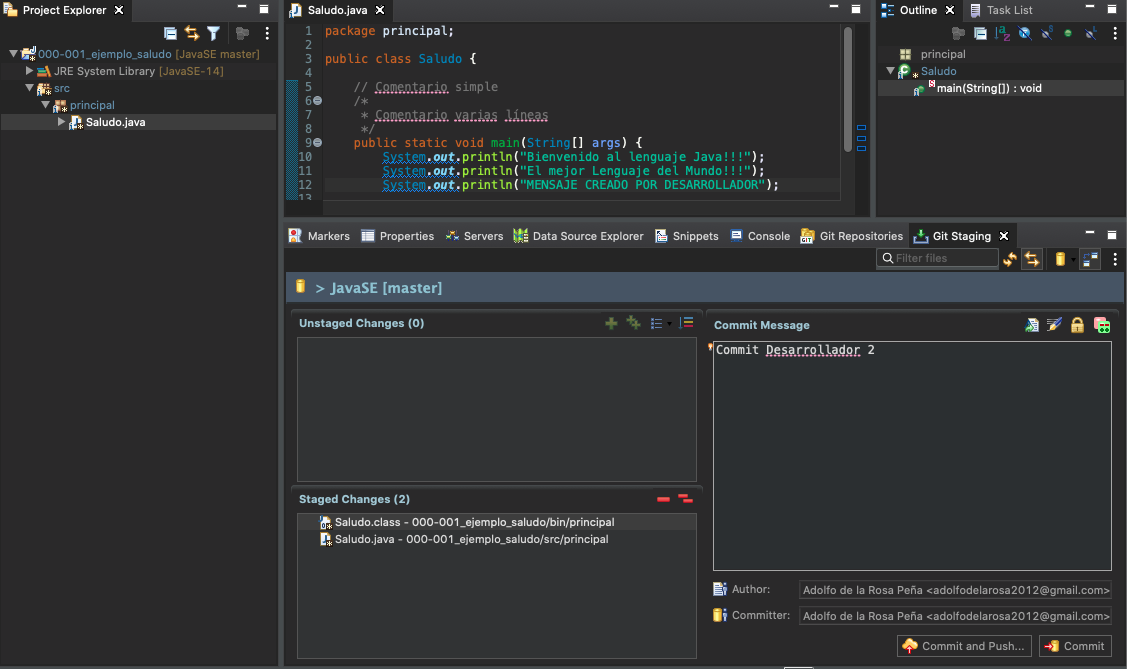 Project Explorer
000-001_ejemplo_saludo [JavaSE master]
JRE System Library [JavaSE-14]
src
principal
Saludo.java
Saludo.java
1 package principal;
2
3 public class Saludo {
4
5 // Comentario simple
6 /*
7 * Comentario varias líneas
8 */
9 public static void main(String[] args) {
10 System.out.println("Bienvenido al lenguaje Java!!!");
11 System.out.println("El mejor Lenguaje del Mundo!!!");
12 System.out.println("MENSAJE CREADO POR DESARROLLADOR");
13
Outline Task List
principal
Saludo
main(String[]) : void
Markers Properties Servers Data Source Explorer Snippets Console Git Repositories Git Staging
Filter files
> JavaSE [master]
Unstaged Changes (0)
Staged Changes (2)
Saludo.class - 000-001_ejemplo_saludo/bin/principal
Saludo.java - 000-001_ejemplo_saludo/src/principal
Commit Message
Commit Desarrollador 2
Author: Adolfo de la Rosa Peña <adolfodelarosa2012@gmail.com>
Committer: Adolfo de la Rosa Peña <adolfodelarosa2012@gmail.com>
Commit and Push... Commit